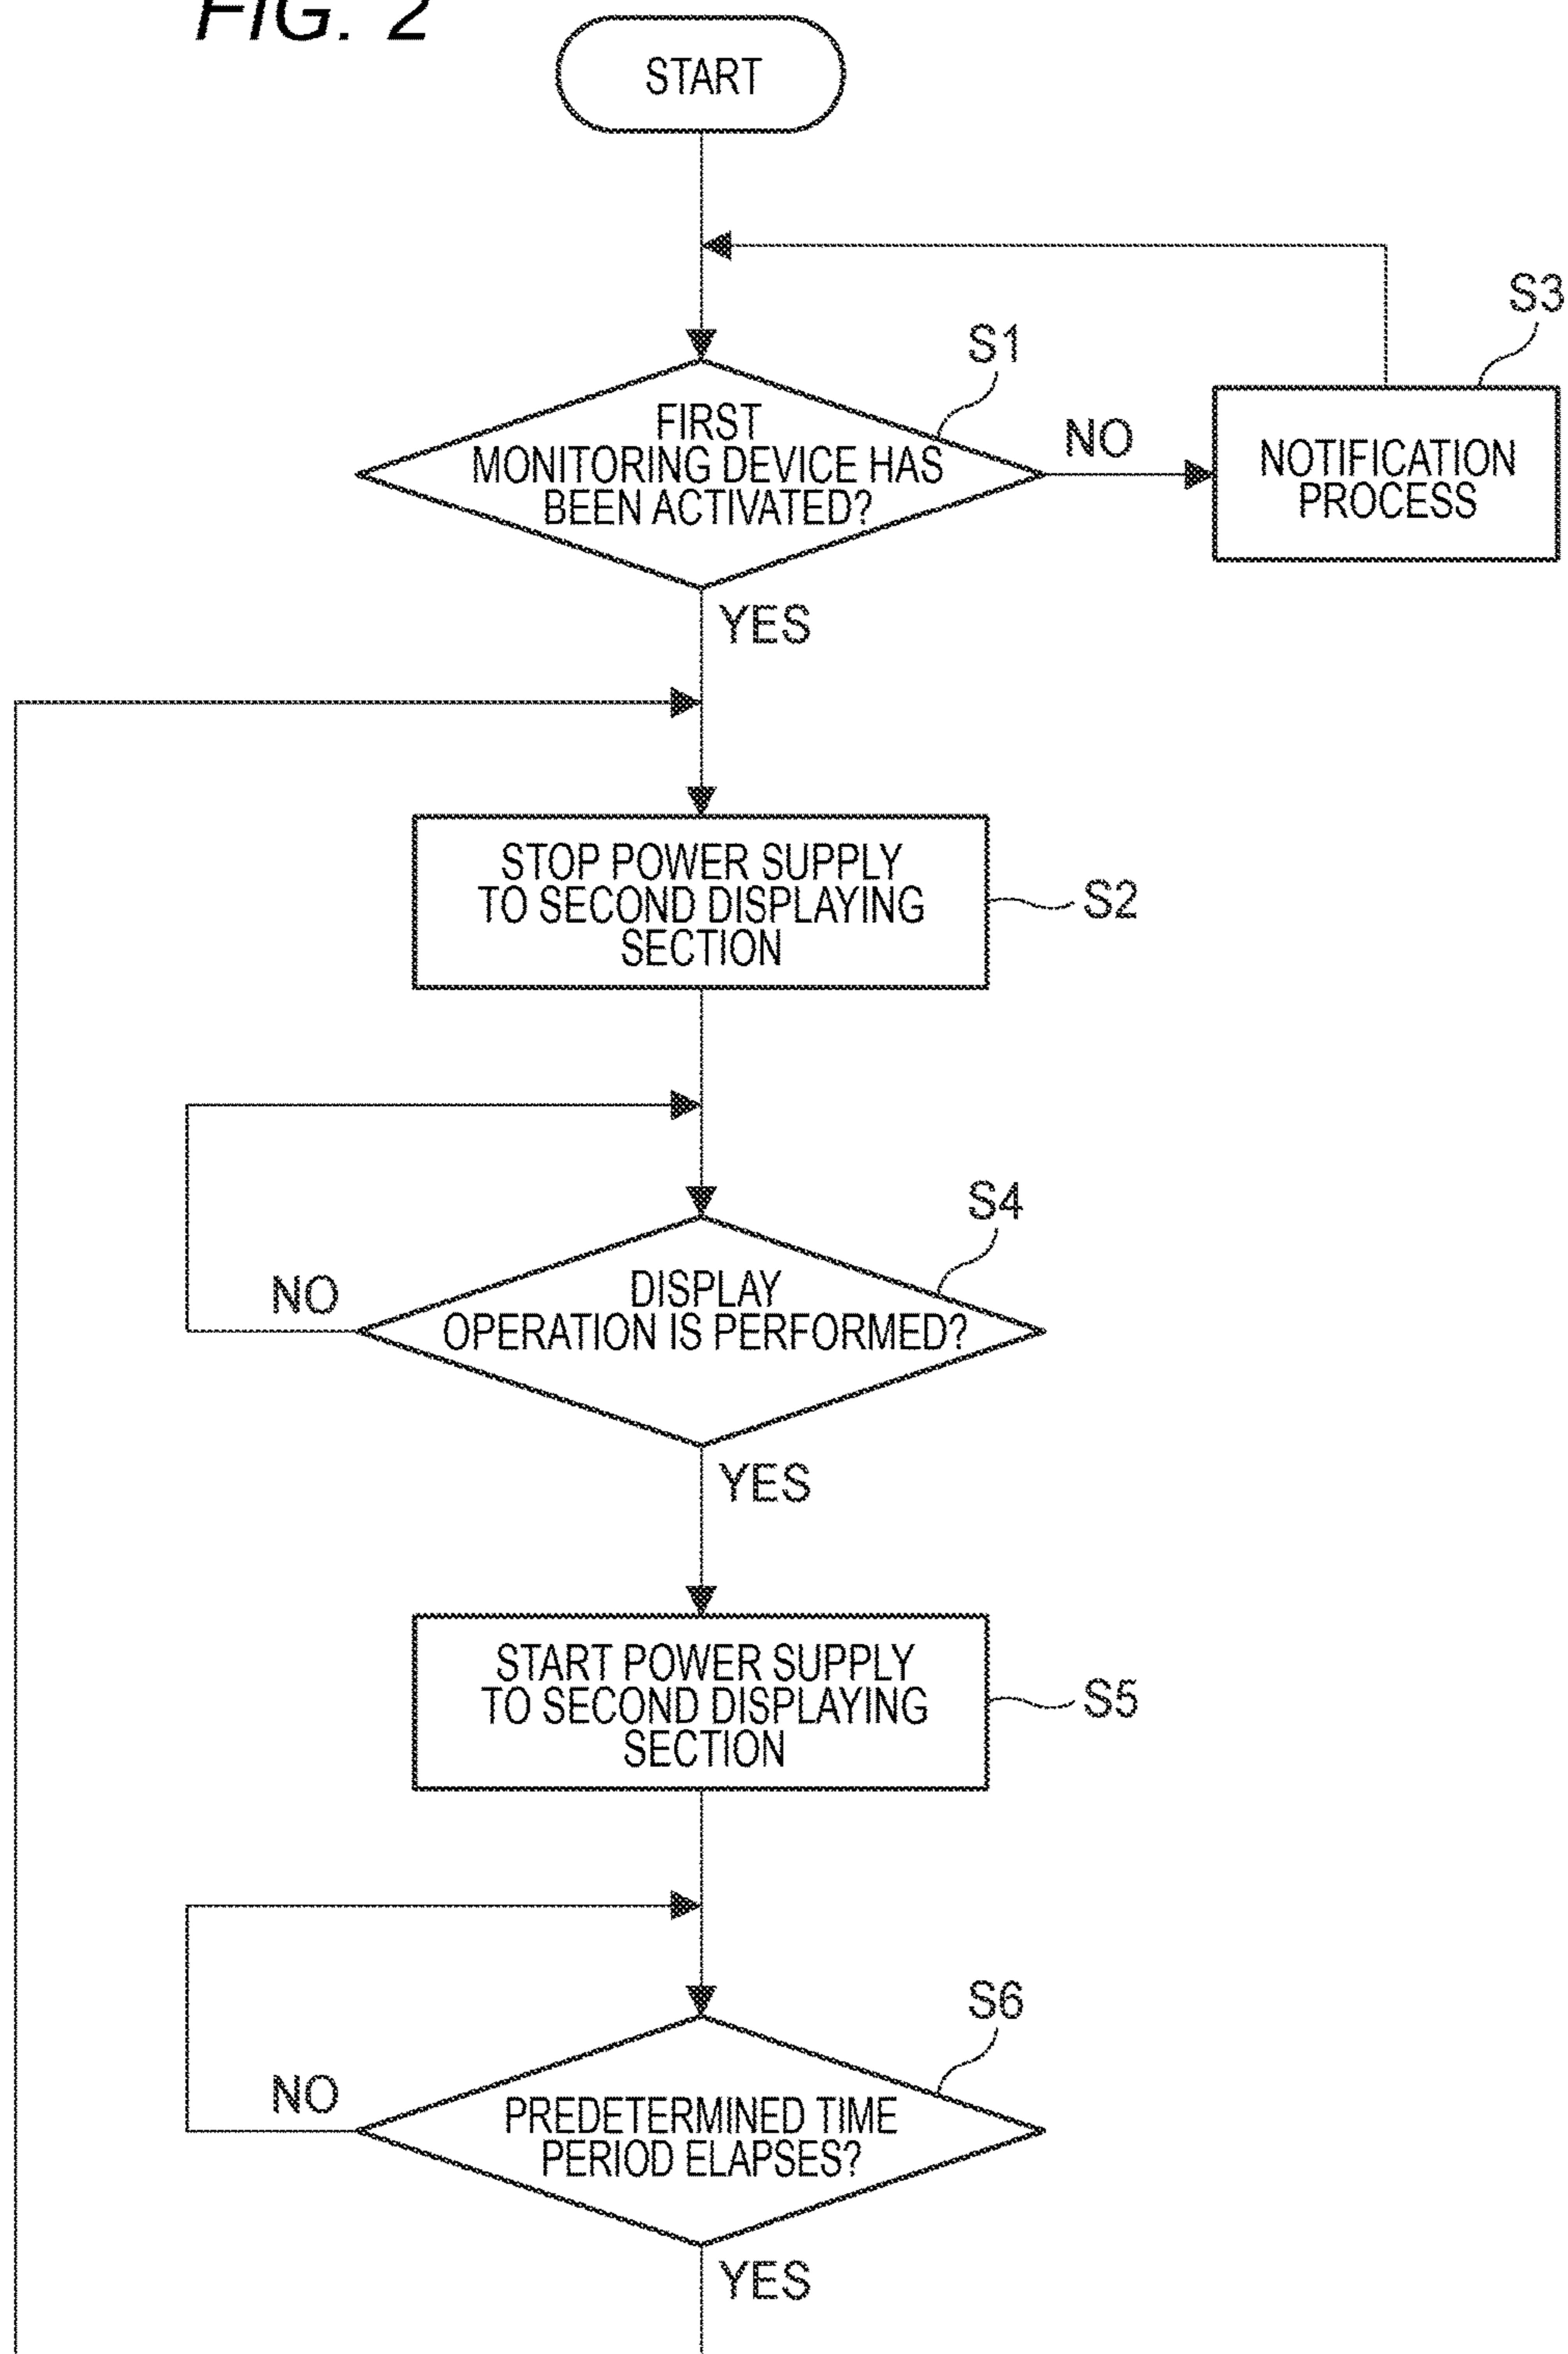 FIG. 2
START
S3
S1
FIRST
MONITORING DEVICE HAS
BEEN ACTIVATED?
NO
NOTIFICATION
PROCESS
YES
STOP POWER SUPPLY
TO SECOND DISPLAYING
SECTION
S2
S4
DISPLAY
OPERATION IS PERFORMED?
NO
YES
START POWER SUPPLY
TO SECOND DISPLAYING
SECTION
S5
S6
PREDETERMINED TIME
PERIOD ELAPSES?
NO
YES